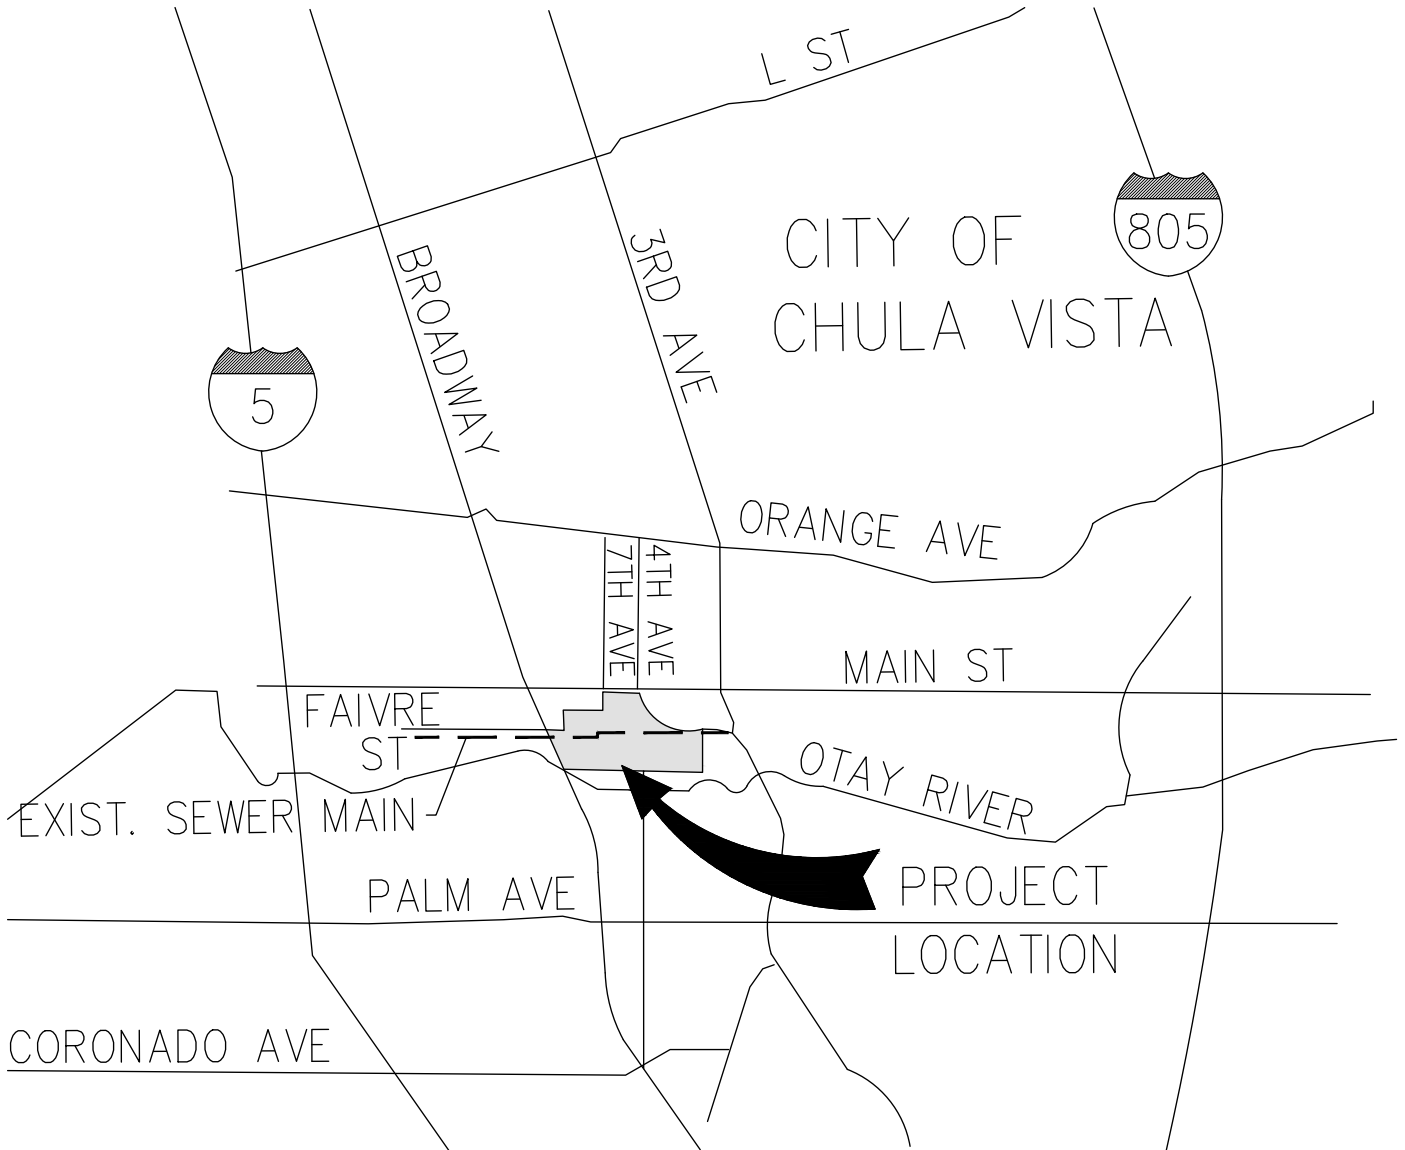 L ST
805
CITY OF
CHULA VISTA
3RD AVE
BROADWAY
5
ORANGE AVE
7TH AVE
4TH AVE
MAIN ST
FAIVRE
ST
OTAY RIVER
EXIST. SEWER MAIN
PROJECT
LOCATION
PALM AVE
CORONADO AVE